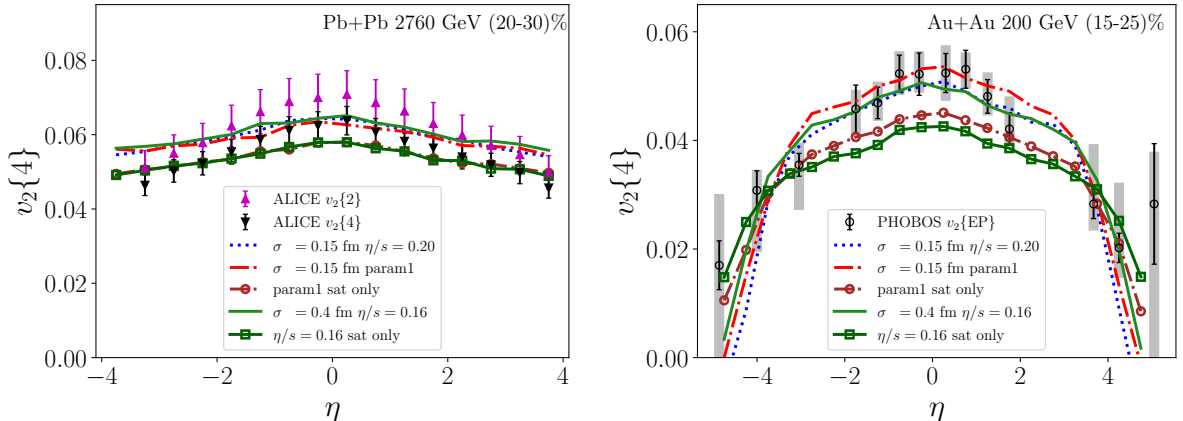 Pb+Pb 2760 GeV (20-30)%
v₂{4}
0.08
0.06
0.04
0.02
0.00
ALICE v₂{2}
ALICE v₂{4}
σ = 0.15 fm η/s = 0.20
σ = 0.15 fm param1
param1 sat only
σ = 0.4 fm η/s = 0.16
η/s = 0.16 sat only
−4 −2 0 2 4
η
Au+Au 200 GeV (15-25)%
v₂{4}
0.06
0.04
0.02
0.00
PHOBOS v₂{EP}
σ = 0.15 fm η/s = 0.20
σ = 0.15 fm param1
param1 sat only
σ = 0.4 fm η/s = 0.16
η/s = 0.16 sat only
−4 −2 0 2 4
η